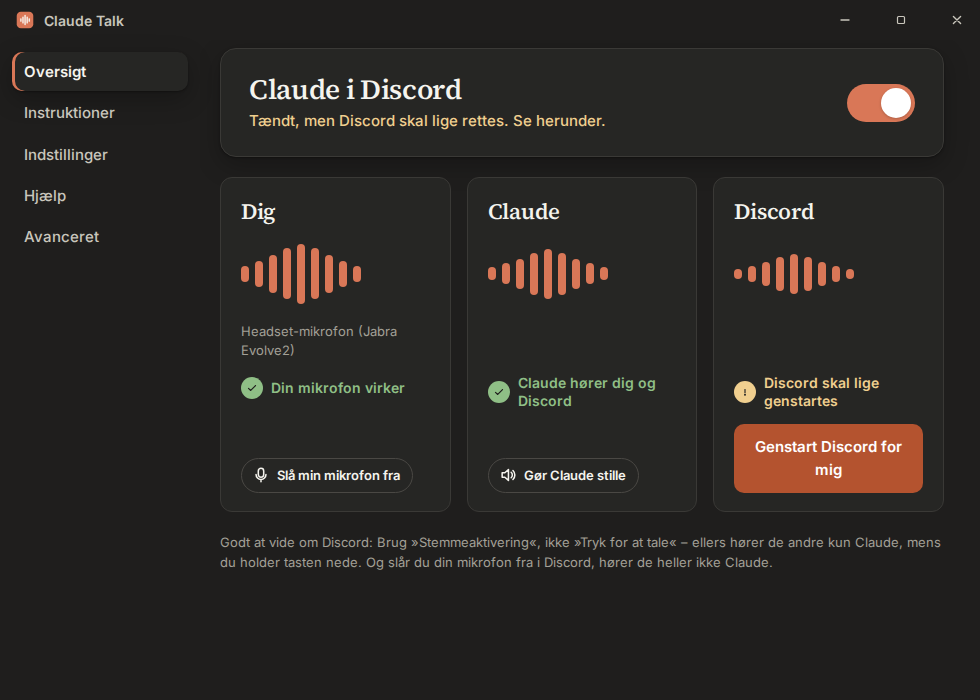 Claude Talk
Oversigt
Instruktioner
Indstillinger
Hjælp
Avanceret
Claude i Discord
Tændt, men Discord skal lige rettes. Se herunder.
Dig
Headset-mikrofon (Jabra
Evolve2)
Din mikrofon virker
Slå min mikrofon fra
Claude
Claude hører dig og
Discord
Gør Claude stille
Discord
Discord skal lige
genstartes
Genstart Discord for
mig
Godt at vide om Discord: Brug »Stemmeaktivering«, ikke »Tryk for at tale« – ellers hører de andre kun Claude, mens
du holder tasten nede. Og slår du din mikrofon fra i Discord, hører de heller ikke Claude.